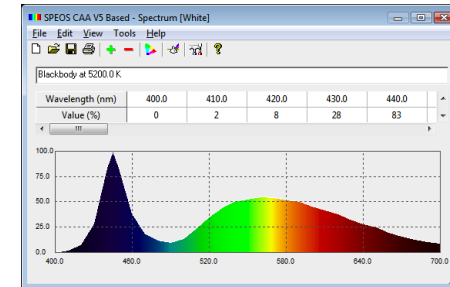 SPEOS CAA V5 Based - Spectrum [White]
File Edit View Tools Help
Blackbody at 5200.0 K
Wavelength (nm) 400.0 410.0 420.0 430.0 440.0
Value (%) 0 2 8 28 83
100.0
75.0
50.0
25.0
0.0
400.0 460.0 520.0 580.0 640.0 700.0